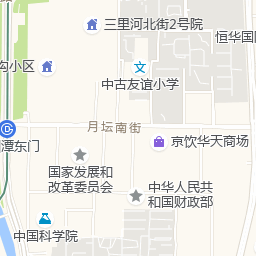 三里河北街2号院
恒华国
沟小区
中古友谊小学
月坛南街
京饮华天商场
潭东门
国家发展和
改革委员会
中华人民共
和国财政部
中国科学院